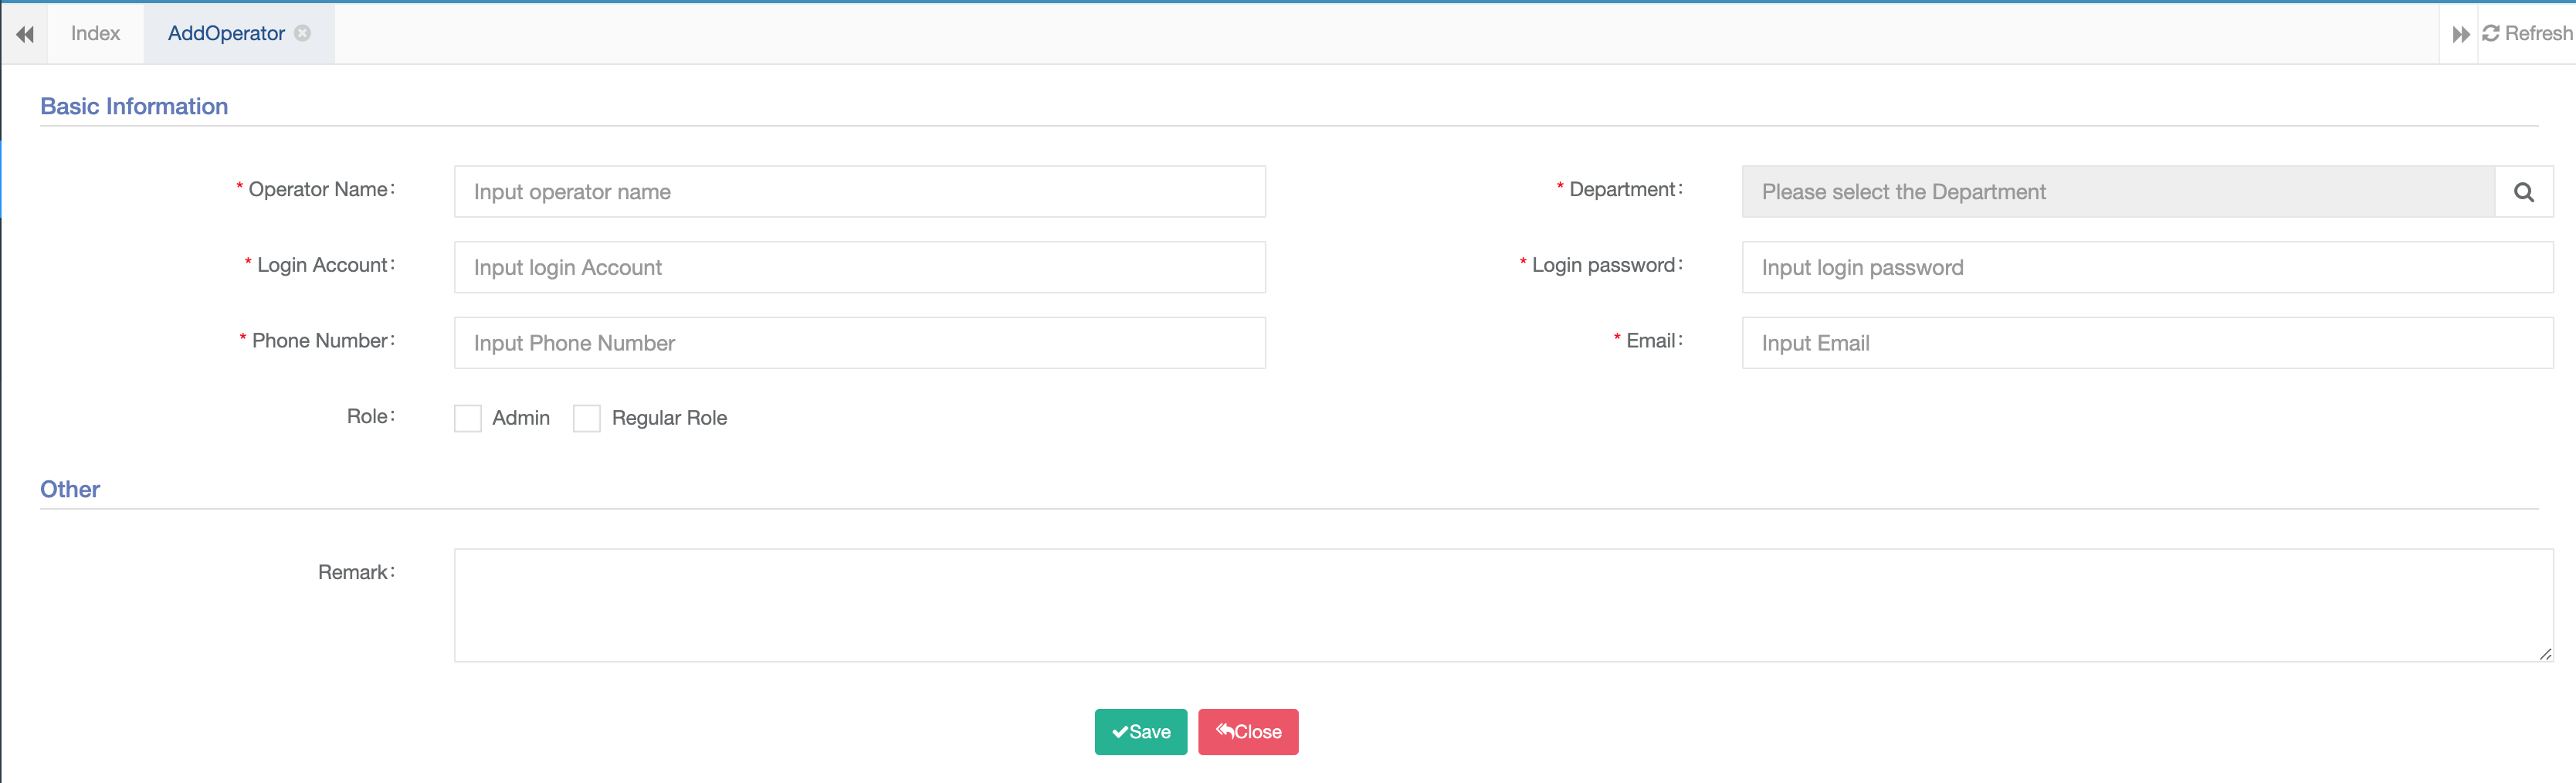 Index
AddOperator
Refresh
Basic Information
* Operator Name:
Input operator name
* Department:
Please select the Department
* Login Account:
Input login Account
* Login password:
Input login password
* Phone Number:
Input Phone Number
* Email:
Input Email
Role:
Admin
Regular Role
Other
Remark:
Save
Close